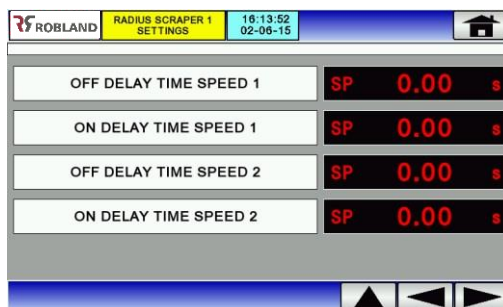 ROBLAND
RADIUS SCRAPER 1
SETTINGS
16:13:52
02-06-15
OFF DELAY TIME SPEED 1 SP 0.00 s
ON DELAY TIME SPEED 1 SP 0.00 s
OFF DELAY TIME SPEED 2 SP 0.00 s
ON DELAY TIME SPEED 2 SP 0.00 s